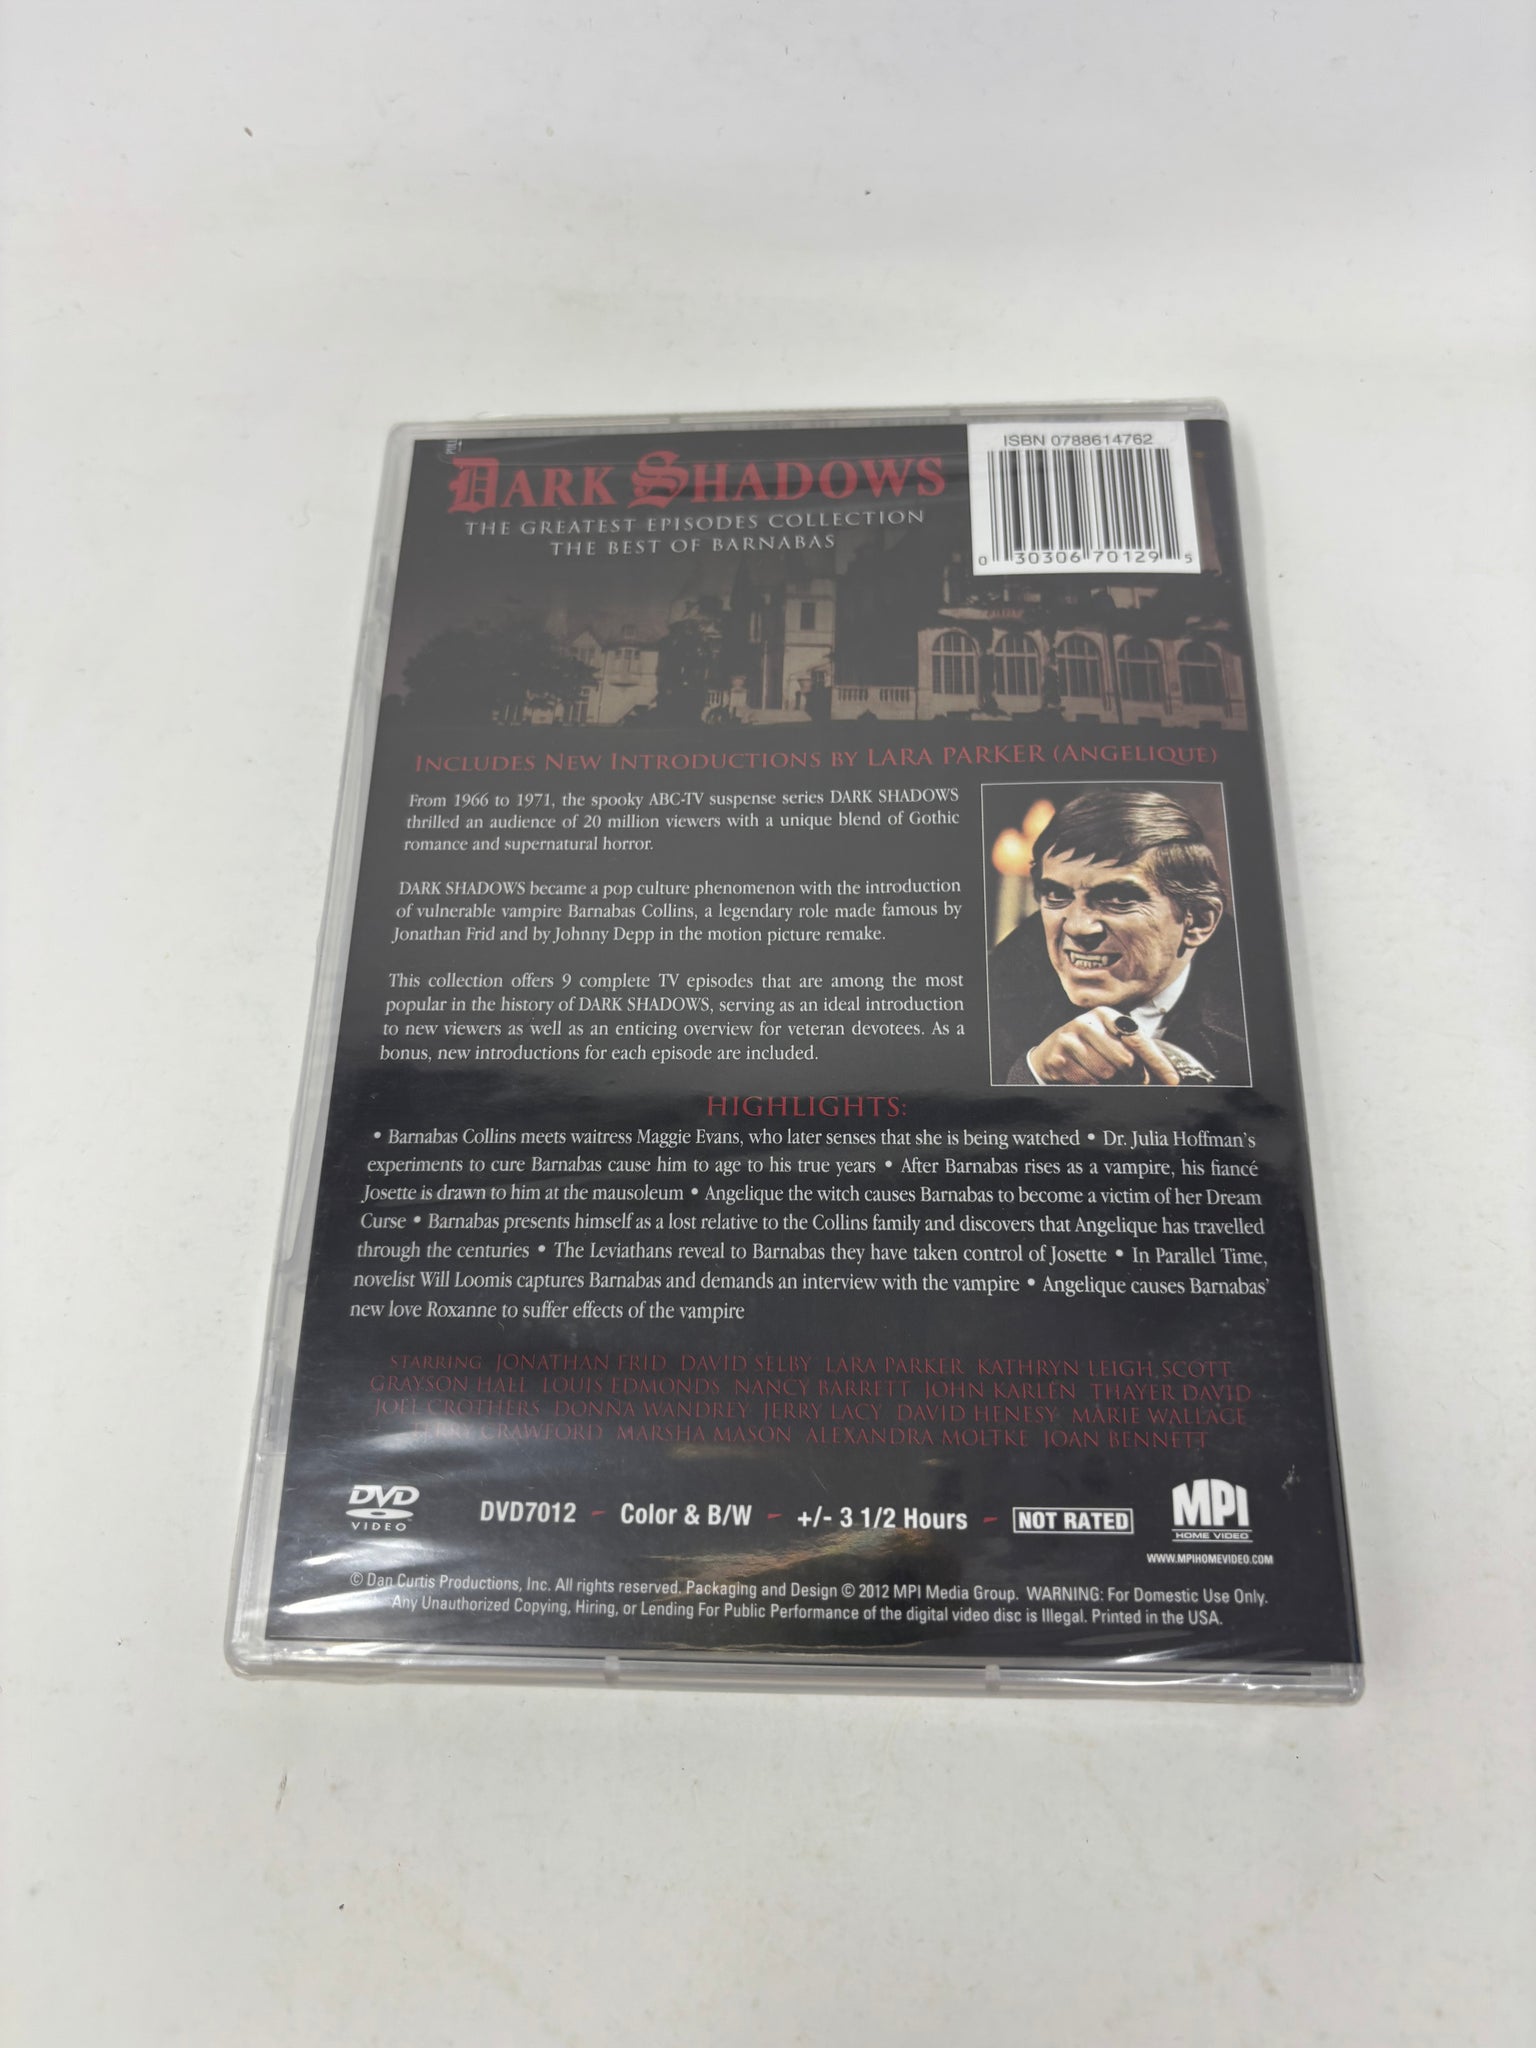 ISBN 0788614762
DARK SHADOWS
THE GREATEST EPISODES COLLECTION
THE BEST OF BARNABAS
0 30306 70129 5
INCLUDES NEW INTRODUCTIONS BY LARA PARKER (ANGELIQUE)
From 1966 to 1971, the spooky ABC-TV suspense series DARK SHADOWS
thrilled an audience of 20 million viewers with a unique blend of Gothic
romance and supernatural horror.
DARK SHADOWS became a pop culture phenomenon with the introduction
of vulnerable vampire Barnabas Collins, a legendary role made famous by
Jonathan Frid and by Johnny Depp in the motion picture remake.
This collection offers 9 complete TV episodes that are among the most
popular in the history of DARK SHADOWS, serving as an ideal introduction
to new viewers as well as an enticing overview for veteran devotees. As a
bonus, new introductions for each episode are included.
HIGHLIGHTS:
• Barnabas Collins meets waitress Maggie Evans, who later senses that she is being watched • Dr. Julia Hoffman's
experiments to cure Barnabas cause him to age to his true years • After Barnabas rises as a vampire, his fiancé
Josette is drawn to him at the mausoleum • Angelique the witch causes Barnabas to become a victim of her Dream
Curse • Barnabas presents himself as a lost relative to the Collins family and discovers that Angelique has travelled
through the centuries • The Leviathans reveal to Barnabas they have taken control of Josette • In Parallel Time,
novelist Will Loomis captures Barnabas and demands an interview with the vampire • Angelique causes Barnabas'
new love Roxanne to suffer effects of the vampire
STARRING JONATHAN FRID DAVID SELBY LARA PARKER KATHRYN LEIGH SCOTT
GRAYSON HALL LOUIS EDMONDS NANCY BARRETT JOHN KARLEN THAYER DAVID
JOEL CROTHERS DONNA WANDREY JERRY LACY DAVID HENESY MARIE WALLACE
TERRY CRAWFORD MARSHA MASON ALEXANDRA MOLTKE JOAN BENNETT
DVD VIDEO DVD7012 - Color & B/W - +/- 3 1/2 Hours - NOT RATED MPI HOME VIDEO
WWW.MPIHOMEVIDEO.COM
© Dan Curtis Productions, Inc. All rights reserved. Packaging and Design © 2012 MPI Media Group. WARNING: For Domestic Use Only.
Any Unauthorized Copying, Hiring, or Lending For Public Performance of the digital video disc is Illegal. Printed in the USA.